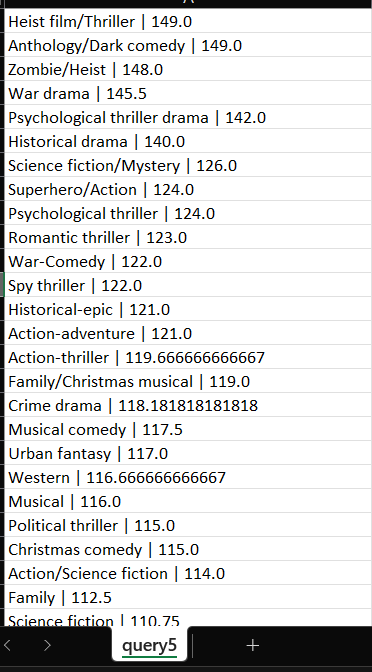 Heist film/Thriller | 149.0
Anthology/Dark comedy | 149.0
Zombie/Heist | 148.0
War drama | 145.5
Psychological thriller drama | 142.0
Historical drama | 140.0
Science fiction/Mystery | 126.0
Superhero/Action | 124.0
Psychological thriller | 124.0
Romantic thriller | 123.0
War-Comedy | 122.0
Spy thriller | 122.0
Historical-epic | 121.0
Action-adventure | 121.0
Action-thriller | 119.666666666667
Family/Christmas musical | 119.0
Crime drama | 118.181818181818
Musical comedy | 117.5
Urban fantasy | 117.0
Western | 116.666666666667
Musical | 116.0
Political thriller | 115.0
Christmas comedy | 115.0
Action/Science fiction | 114.0
Family | 112.5
Science fiction | 110.75
query5